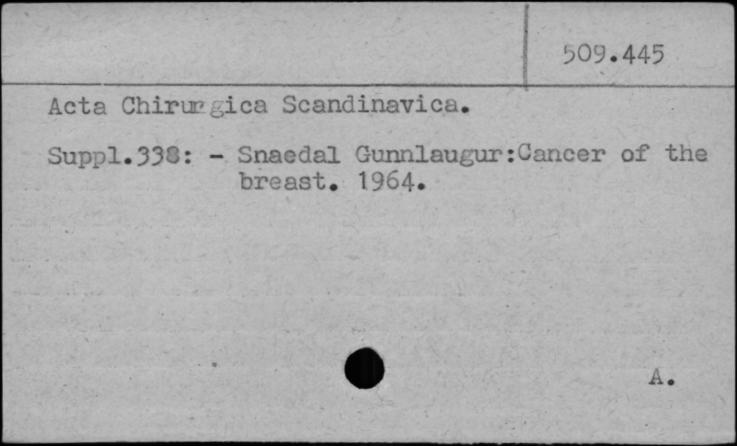 509.445
Acta Chirurgica Scandinavica.
Suppl.338: - Snaedal Gunnlaugur:Cancer of the
breast. 1964.
A.